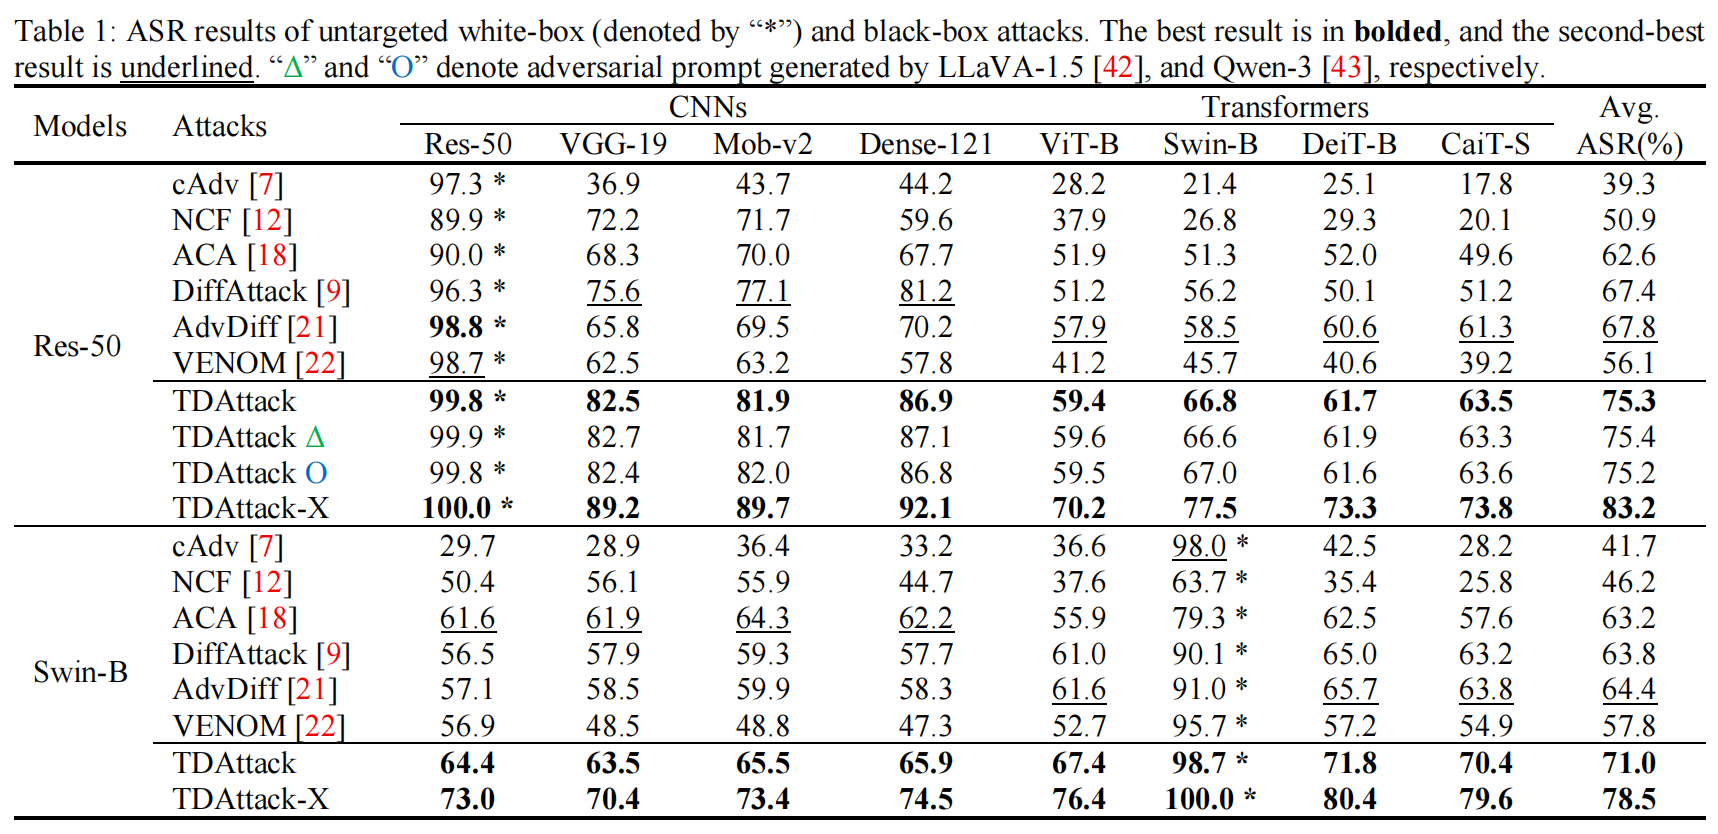 Table 1: ASR results of untargeted white-box (denoted by “*”) and black-box attacks. The best result is in bolded, and the second-best
result is underlined. “Δ” and “O” denote adversarial prompt generated by LLaVA-1.5 [42], and Qwen-3 [43], respectively.
Models Attacks CNNs Transformers Avg. ASR(%)
Res-50 VGG-19 Mob-v2 Dense-121 ViT-B Swin-B DeiT-B CaiT-S
Res-50
cAdv [7] 97.3 * 36.9 43.7 44.2 28.2 21.4 25.1 17.8 39.3
NCF [12] 89.9 * 72.2 71.7 59.6 37.9 26.8 29.3 20.1 50.9
ACA [18] 90.0 * 68.3 70.0 67.7 51.9 51.3 52.0 49.6 62.6
DiffAttack [9] 96.3 * 75.6 77.1 81.2 51.2 56.2 50.1 51.2 67.4
AdvDiff [21] 98.8 * 65.8 69.5 70.2 57.9 58.5 60.6 61.3 67.8
VENOM [22] 98.7 * 62.5 63.2 57.8 41.2 45.7 40.6 39.2 56.1
TDAttack 99.8 * 82.5 81.9 86.9 59.4 66.8 61.7 63.5 75.3
TDAttack Δ 99.9 * 82.7 81.7 87.1 59.6 66.6 61.9 63.3 75.4
TDAttack O 99.8 * 82.4 82.0 86.8 59.5 67.0 61.6 63.6 75.2
TDAttack-X 100.0 * 89.2 89.7 92.1 70.2 77.5 73.3 73.8 83.2
Swin-B
cAdv [7] 29.7 28.9 36.4 33.2 36.6 98.0 * 42.5 28.2 41.7
NCF [12] 50.4 56.1 55.9 44.7 37.6 63.7 * 35.4 25.8 46.2
ACA [18] 61.6 61.9 64.3 62.2 55.9 79.3 * 62.5 57.6 63.2
DiffAttack [9] 56.5 57.9 59.3 57.7 61.0 90.1 * 65.0 63.2 63.8
AdvDiff [21] 57.1 58.5 59.9 58.3 61.6 91.0 * 65.7 63.8 64.4
VENOM [22] 56.9 48.5 48.8 47.3 52.7 95.7 * 57.2 54.9 57.8
TDAttack 64.4 63.5 65.5 65.9 67.4 98.7 * 71.8 70.4 71.0
TDAttack-X 73.0 70.4 73.4 74.5 76.4 100.0 * 80.4 79.6 78.5